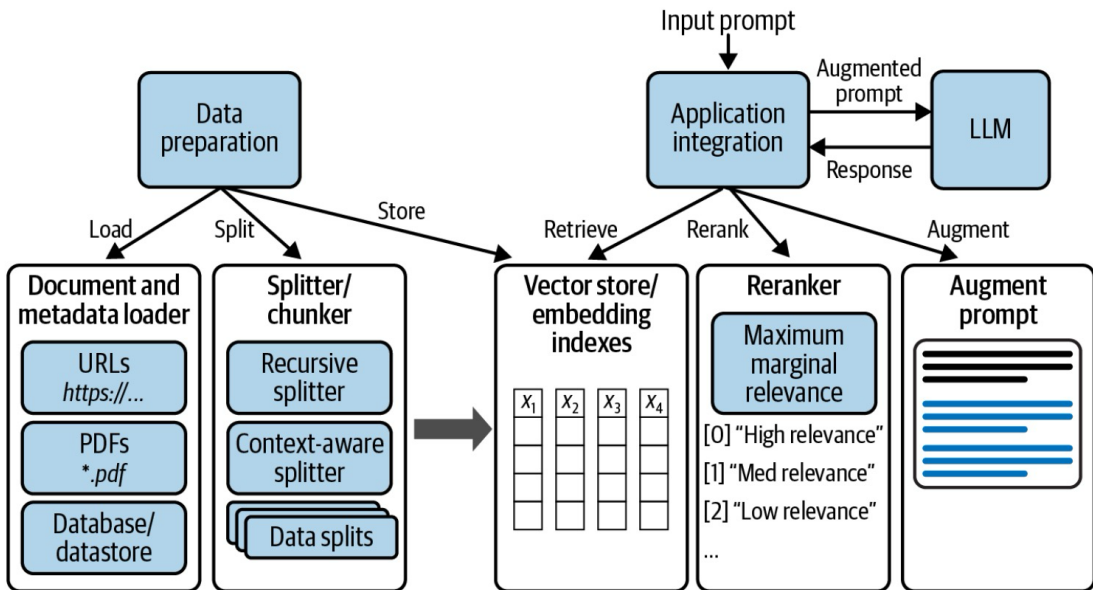 Input prompt
Data
preparation
Application
integration
Augmented
prompt
Response
LLM
Load
Split
Store
Retrieve
Rerank
Augment
Document and
metadata loader
URLs
https://...
PDFs
*.pdf
Database/
datastore
Splitter/
chunker
Recursive
splitter
Context-aware
splitter
Data splits
Vector store/
embedding
indexes
X1 X2 X3 X4
Reranker
Maximum
marginal
relevance
[0] “High relevance”
[1] “Med relevance”
[2] “Low relevance”
...
Augment
prompt